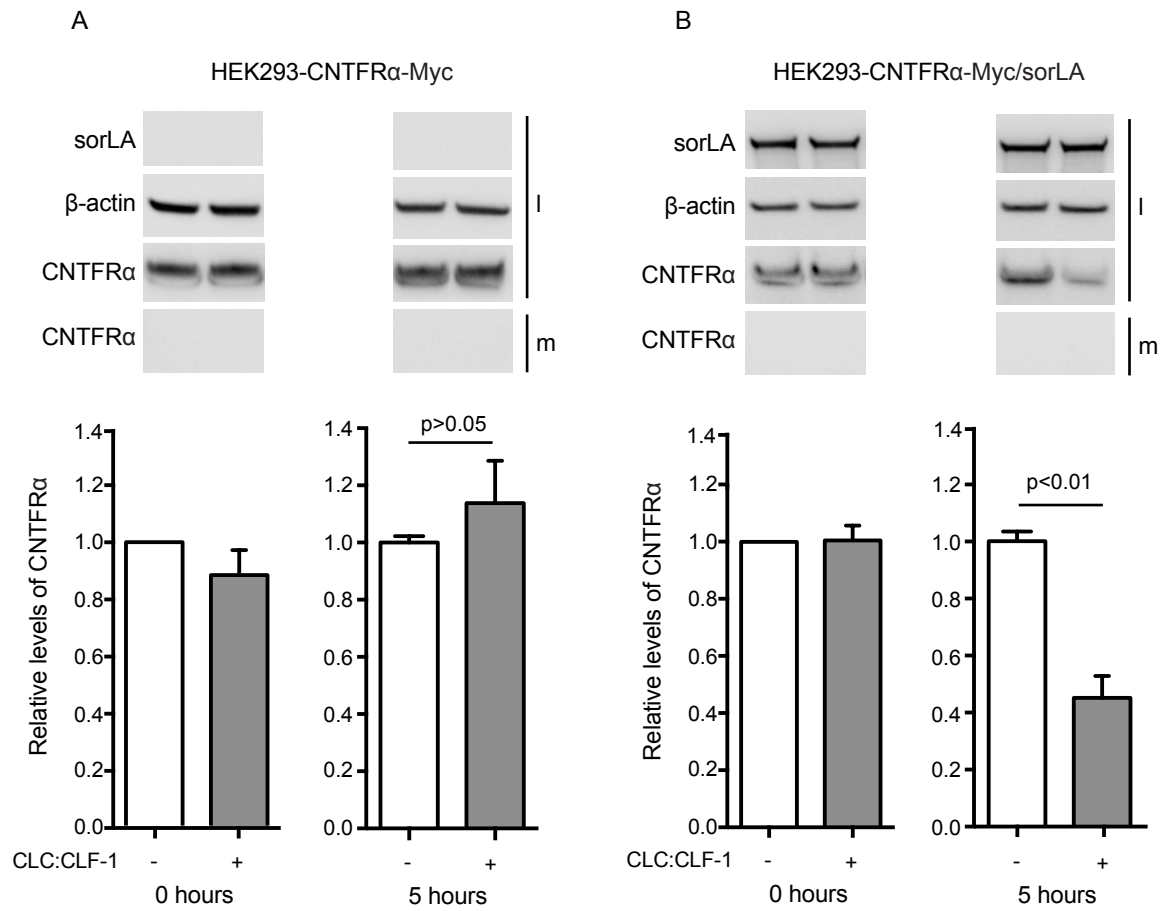 A
HEK293-CNTFRα-Myc
sorLA
β-actin
CNTFRα
l
CNTFRα
m
Relative levels of CNTFRα
1.4
1.2
1.0
0.8
0.6
0.4
0.2
0.0
1.4
1.2
1.0
0.8
0.6
0.4
0.2
0.0
p>0.05
CLC:CLF-1 - + - +
0 hours 5 hours
B
HEK293-CNTFRα-Myc/sorLA
sorLA
β-actin
CNTFRα
l
CNTFRα
m
Relative levels of CNTFRα
1.4
1.2
1.0
0.8
0.6
0.4
0.2
0.0
1.4
1.2
1.0
0.8
0.6
0.4
0.2
0.0
p<0.01
CLC:CLF-1 - + - +
0 hours 5 hours